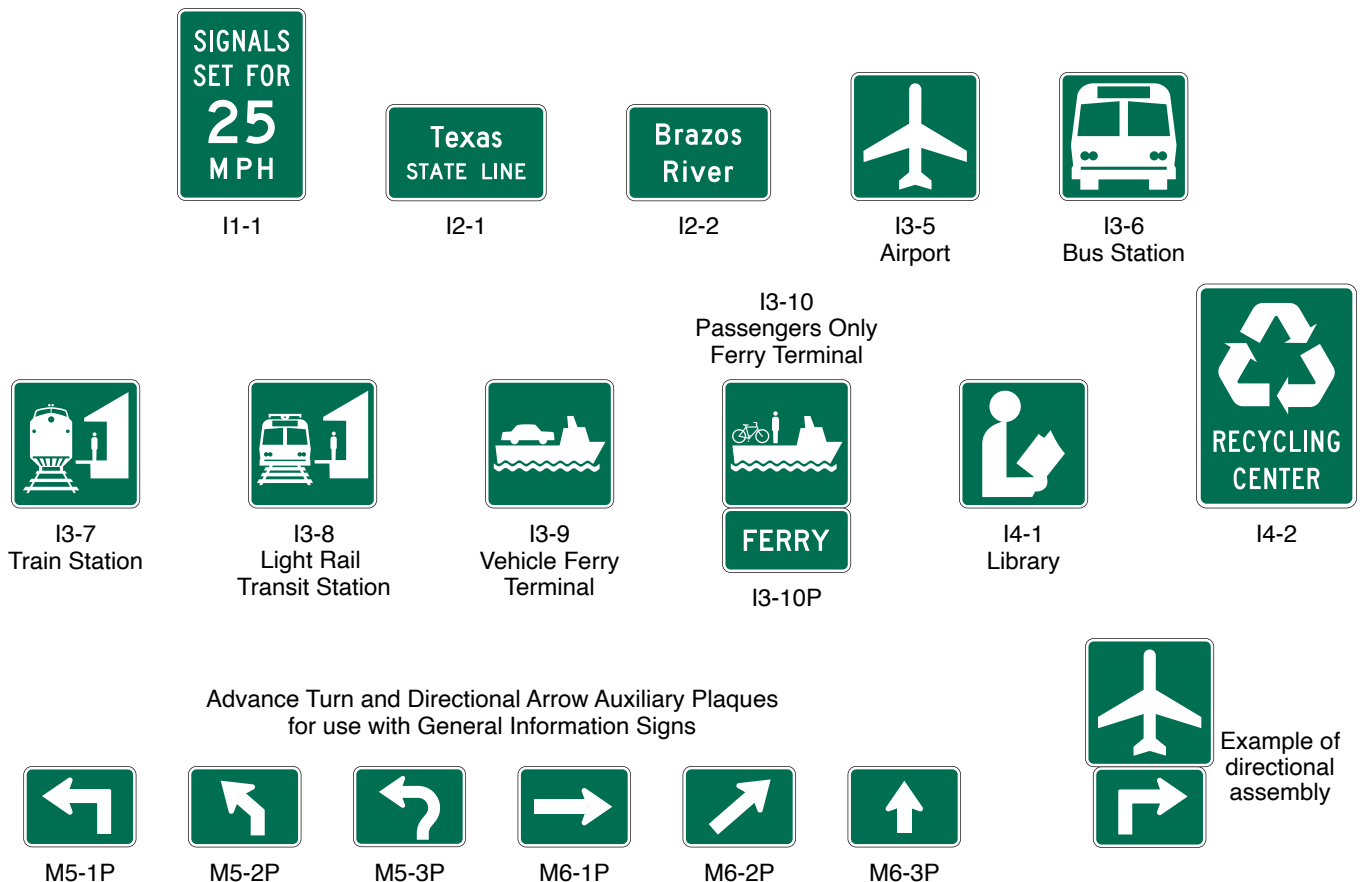 SIGNALS
SET FOR
25
MPH
I1-1
Texas
STATE LINE
I2-1
Brazos
River
I2-2
I3-5
Airport
I3-6
Bus Station
I3-7
Train Station
I3-8
Light Rail
Transit Station
I3-9
Vehicle Ferry
Terminal
I3-10
Passengers Only
Ferry Terminal
FERRY
I3-10P
I4-1
Library
RECYCLING
CENTER
I4-2
Advance Turn and Directional Arrow Auxiliary Plaques
for use with General Information Signs
M5-1P
M5-2P
M5-3P
M6-1P
M6-2P
M6-3P
Example of
directional
assembly